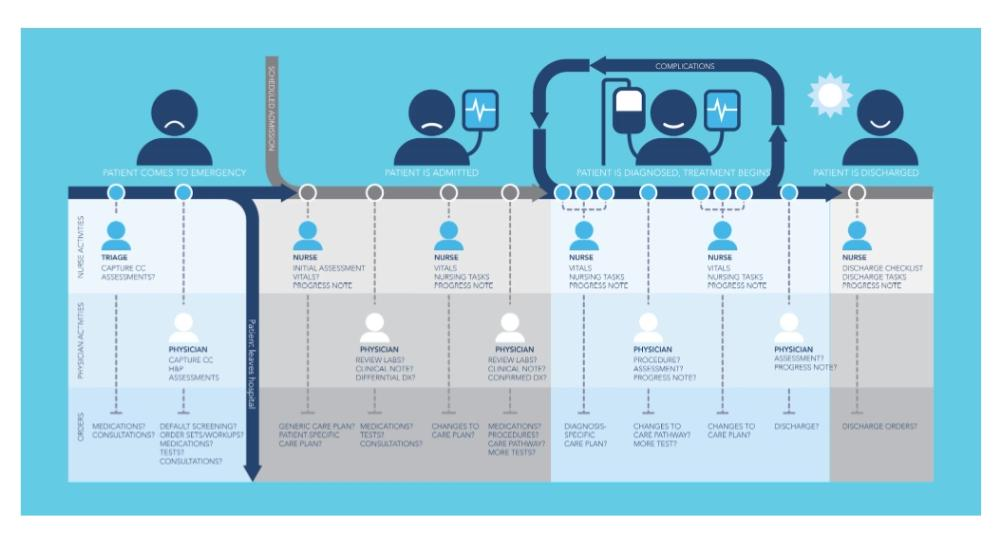 COMPLICATIONS
SCHEDULED ADMISSION
PATIENT COMES TO EMERGENCY
PATIENT IS ADMITTED
PATIENT IS DIAGNOSED, TREATMENT BEGINS
PATIENT IS DISCHARGED
NURSE ACTIVITIES
TRIAGE
CAPTURE CC
ASSESSMENTS?
NURSE
INITIAL ASSESSMENT
VITALS?
PROGRESS NOTE
NURSE
VITALS
NURSING TASKS
PROGRESS NOTE
NURSE
VITALS
NURSING TASKS
PROGRESS NOTE
NURSE
VITALS
NURSING TASKS
PROGRESS NOTE
NURSE
DISCHARGE CHECKLIST
DISCHARGE TASKS
PROGRESS NOTE
PHYSICIAN ACTIVITIES
PHYSICIAN
CAPTURE CC
H&P
ASSESSMENTS
Patient leaves hospital
PHYSICIAN
REVIEW LABS?
CLINICAL NOTE?
DIFFERNTIAL DX?
PHYSICIAN
REVIEW LABS?
CLINICAL NOTE?
CONFIRMED DX?
PHYSICIAN
PROCEDURE?
ASSESSMENT?
PROGRESS NOTE?
PHYSICIAN
ASSESSMENT?
PROGRESS NOTE?
ORDERS
MEDICATIONS?
CONSULTATIONS?
DEFAULT SCREENING?
ORDER SETS/WORKUPS?
MEDICATIONS?
TESTS?
CONSULTATIONS?
GENERIC CARE PLAN?
PATIENT SPECIFIC
CARE PLAN?
MEDICATIONS?
TESTS?
CONSULTATIONS?
CHANGES TO
CARE PLAN?
MEDICATIONS?
PROCEDURES?
CARE PATHWAY?
MORE TESTS?
DIAGNOSIS-
SPECIFIC
CARE PLAN?
CHANGES TO
CARE PATHWAY?
MORE TEST?
CHANGES TO
CARE PLAN?
DISCHARGE?
DISCHARGE ORDERS?